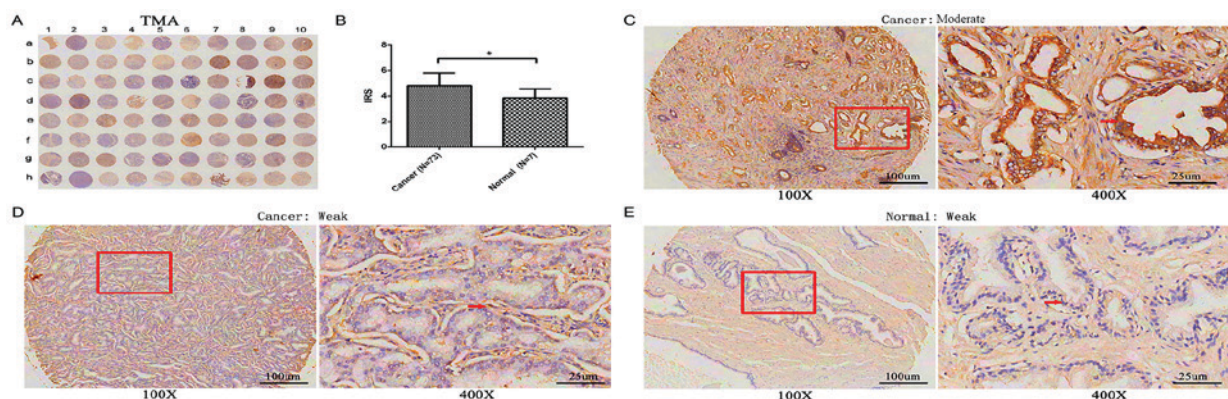 A
TMA
1 2 3 4 5 6 7 8 9 10
a
b
c
d
e
f
g
h
B
8
6
4
2
0
IRS
*
Cancer (N=73)
Normal (N=7)
C
Cancer: Moderate
100um
25um
100X
400X
D
Cancer: Weak
100um
25um
100X
400X
E
Normal: Weak
100um
25um
100X
400X